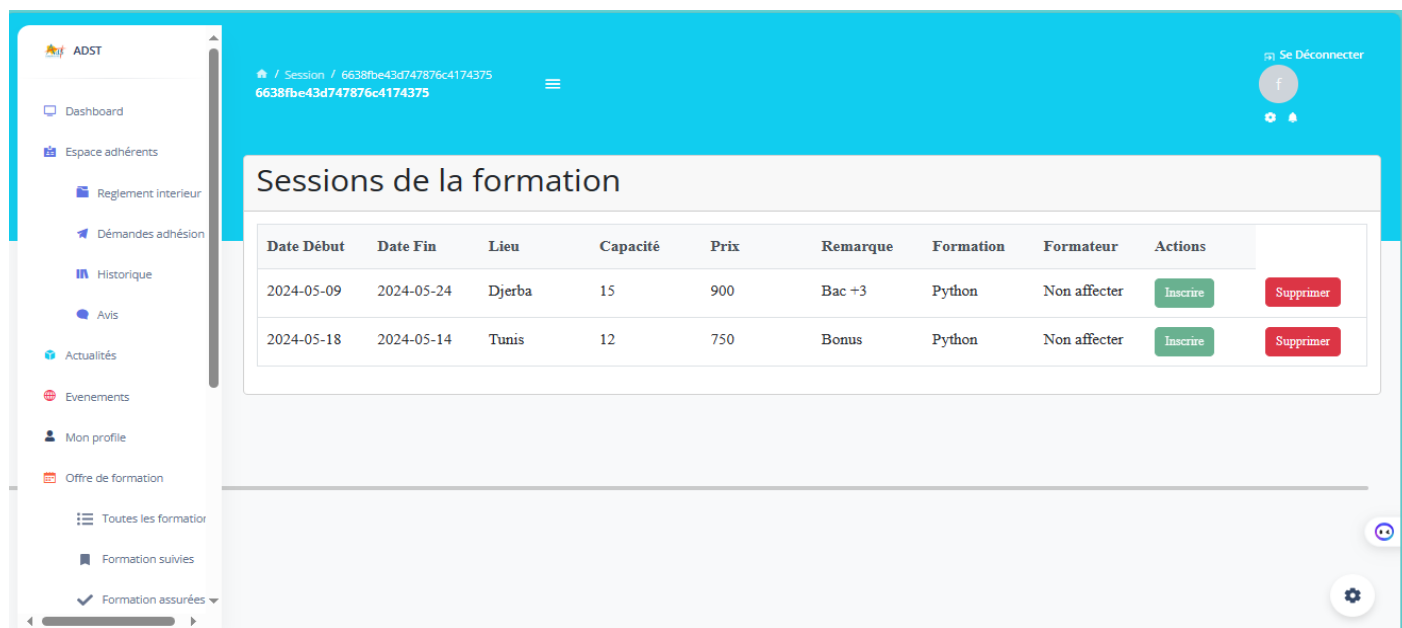 ADST
Se Déconnecter
/ Session / 6638fbe43d747876c4174375
6638fbe43d747876c4174375
f
Dashboard
Espace adhérents
Reglement interieur
Démandes adhésion
Historique
Avis
Actualités
Evenements
Mon profile
Offre de formation
Toutes les formation
Formation suivies
Formation assurées
Sessions de la formation
Date Début Date Fin Lieu Capacité Prix Remarque Formation Formateur Actions
2024-05-09 2024-05-24 Djerba 15 900 Bac +3 Python Non affecter Inscrire Supprimer
2024-05-18 2024-05-14 Tunis 12 750 Bonus Python Non affecter Inscrire Supprimer